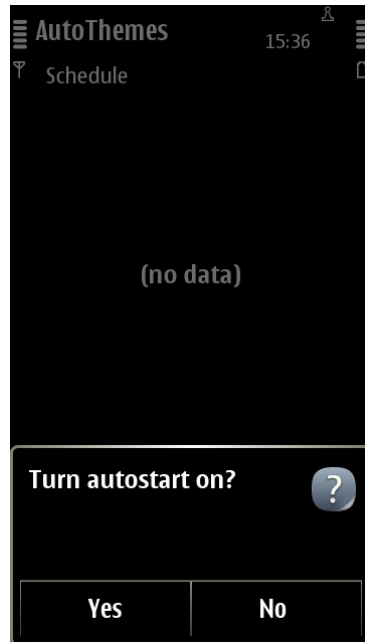 AutoThemes
15:36
Schedule
(no data)
Turn autostart on?
?
Yes
No